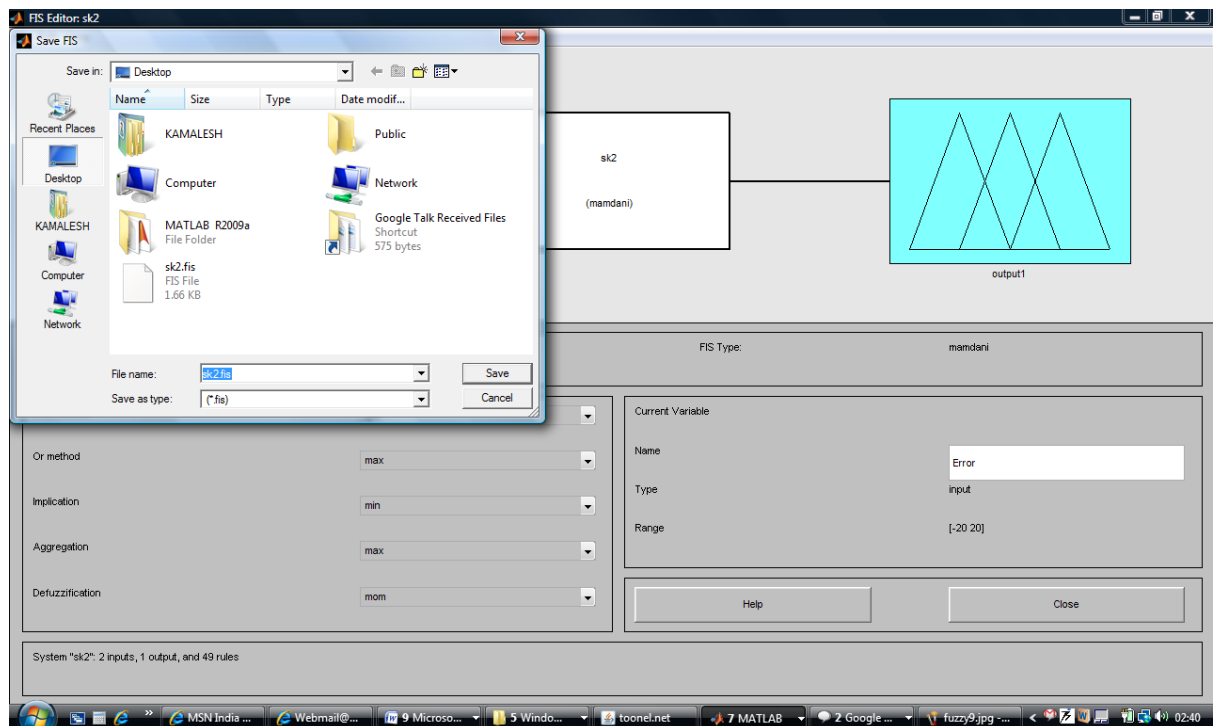 FIS Editor: sk2
Save FIS
Save in: Desktop
Name Size Type Date modif...
Recent Places
Desktop
KAMALESH
Computer
Network
KAMALESH
Public
Computer
Network
MATLAB R2009a
File Folder
Google Talk Received Files
Shortcut
575 bytes
sk2.fis
FIS File
1.66 KB
File name: sk2.fis Save
Save as type: (*.fis) Cancel
sk2
(mamdani)
output1
FIS Type: mamdani
Or method max
Implication min
Aggregation max
Defuzzification mom
Current Variable
Name Error
Type input
Range [-20 20]
Help Close
System "sk2": 2 inputs, 1 output, and 49 rules
» MSN India ... Webmail@... 9 Microso... 5 Windo... toonel.net 7 MATLAB 2 Google ... fuzzy9.jpg -... < 02:40